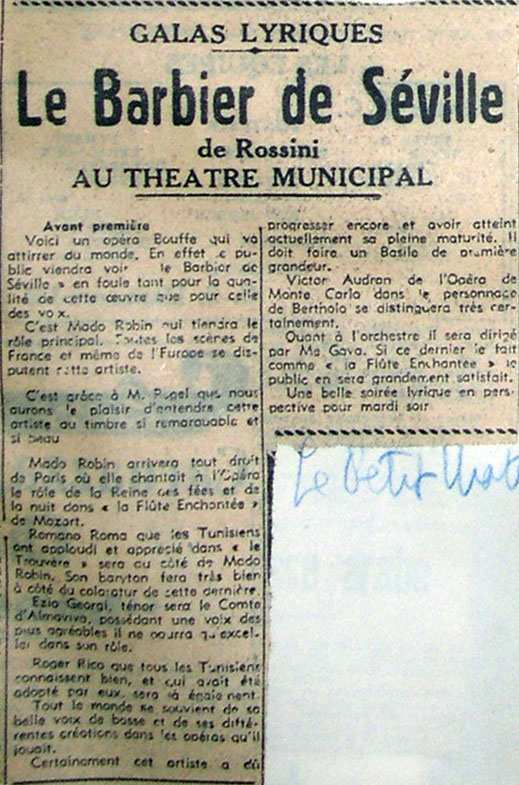 GALAS LYRIQUES
Le Barbier de Séville
de Rossini
AU THEATRE MUNICIPAL
Avant première
Voici un opéra Bouffe qui va
attirrer du monde. En effet e pu-
blic viendra voir le Barbier de
Séville » en foule tant pour la qua-
lité de cette œuvre que pour celle
des voix.
C'est Mado Robin qui tiendra le
rôle principal. Toutes les scènes de
France et même de l'Europe se dis-
putent cette artiste.
C'est grâce à M. que nous
aurons le plaisir d'entendre cette
artiste au timbre si remarquable et
si beau
Mado Robin arrivera tout droit
de Paris où elle chantait à l'Opéra
le rôle de la Reine des fées et de
la nuit dans « la Flûte Enchantée »
de Mozart.
Romano Roma que les Tunisiens
ont applaudi et apprécié dans « le
Trouvère » sera au côté de Mado
Robin. Son baryton fera très bien
à côté du coloratur de cette dernière.
Ezio Georgi, ténor sera le Comte
d'Almaviva, possédant une voix des
plus agréables il ne pourra qu'excel-
ler dans son rôle.
Roger Rico que tous les Tunisiens
connaissent bien, et qui avait été
adopté par eux, sera là également.
Tout le monde se souvient de sa
belle voix de basse et de ses diffé-
rentes créations dans les opéras qu'il
jouait.
Certainement cet artiste a dû
progresser encore et avoir atteint
actuellement sa pleine maturité. Il
doit faire un Basile de première
grandeur.
Victor Audran de l'Opéra de
Monte Carlo dans le personnage
de Bertholo se distinguera très cer-
tainement.
Quant à l'orchestre il sera dirigé
par Me Gava. Si ce dernier le fait
comme « la Flûte Enchantée » le
public en sera grandement satisfait.
Une belle soirée lyrique en pers-
pective pour mardi soir
Le Petit